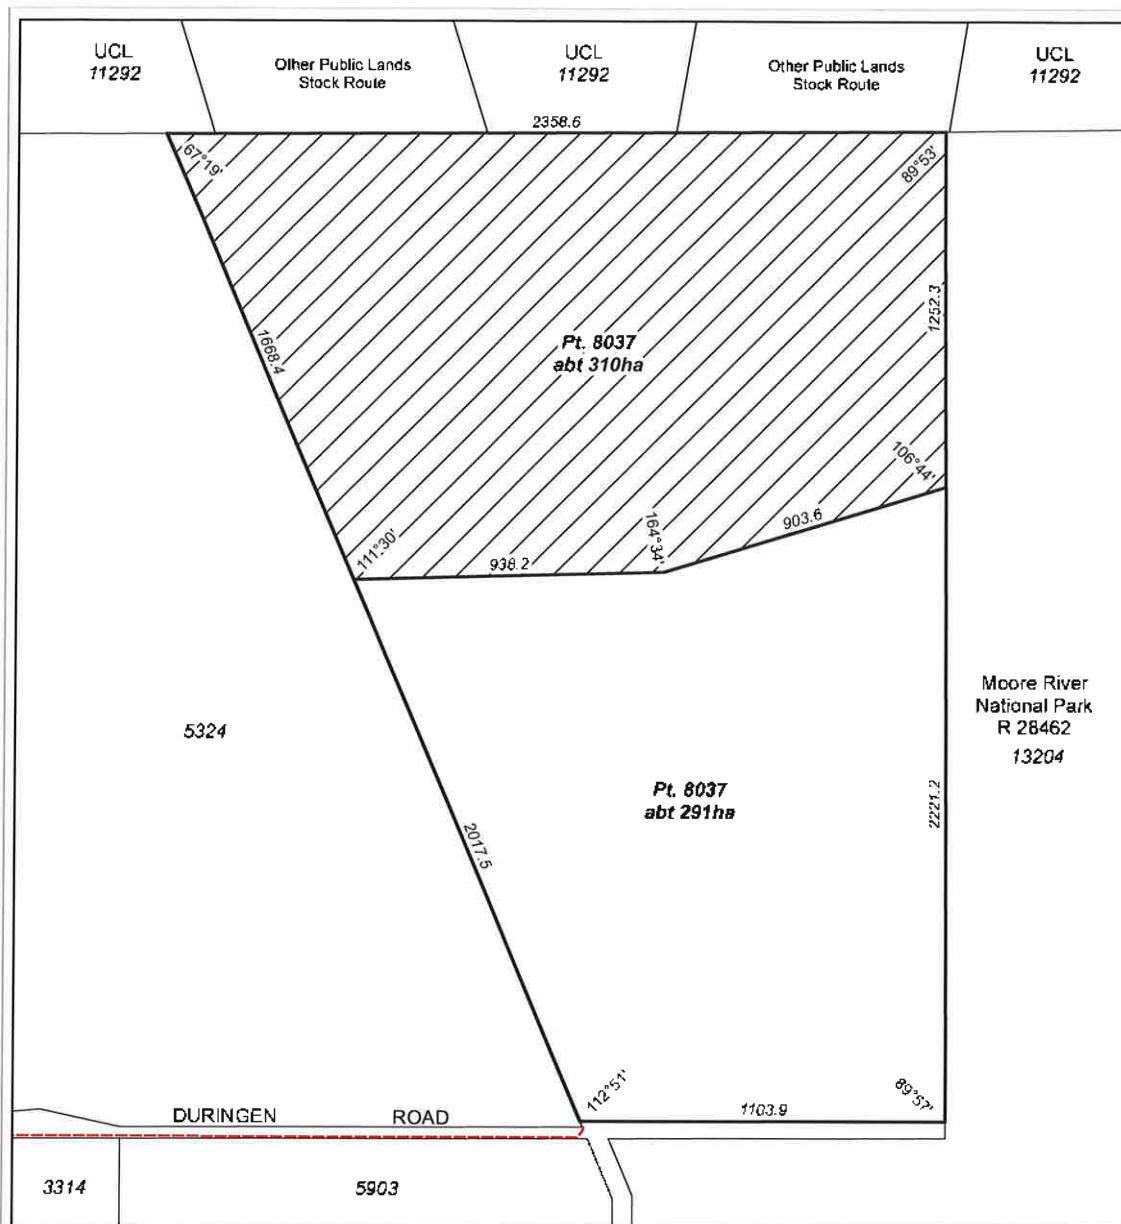 UCL
11292
Other Public Lands
Stock Route
UCL
11292
Other Public Lands
Stock Route
UCL
11292
2358.6
67°19'
89°53'
1252.3
1668.4
Pt. 8037
abt 310ha
106°44'
903.6
164°34'
111°30'
938.2
Moore River
National Park
R 28462
13204
5324
Pt. 8037
abt 291ha
2221.2
2017.5
112°51'
89°57'
1103.9
DURINGEN ROAD
3314
5903